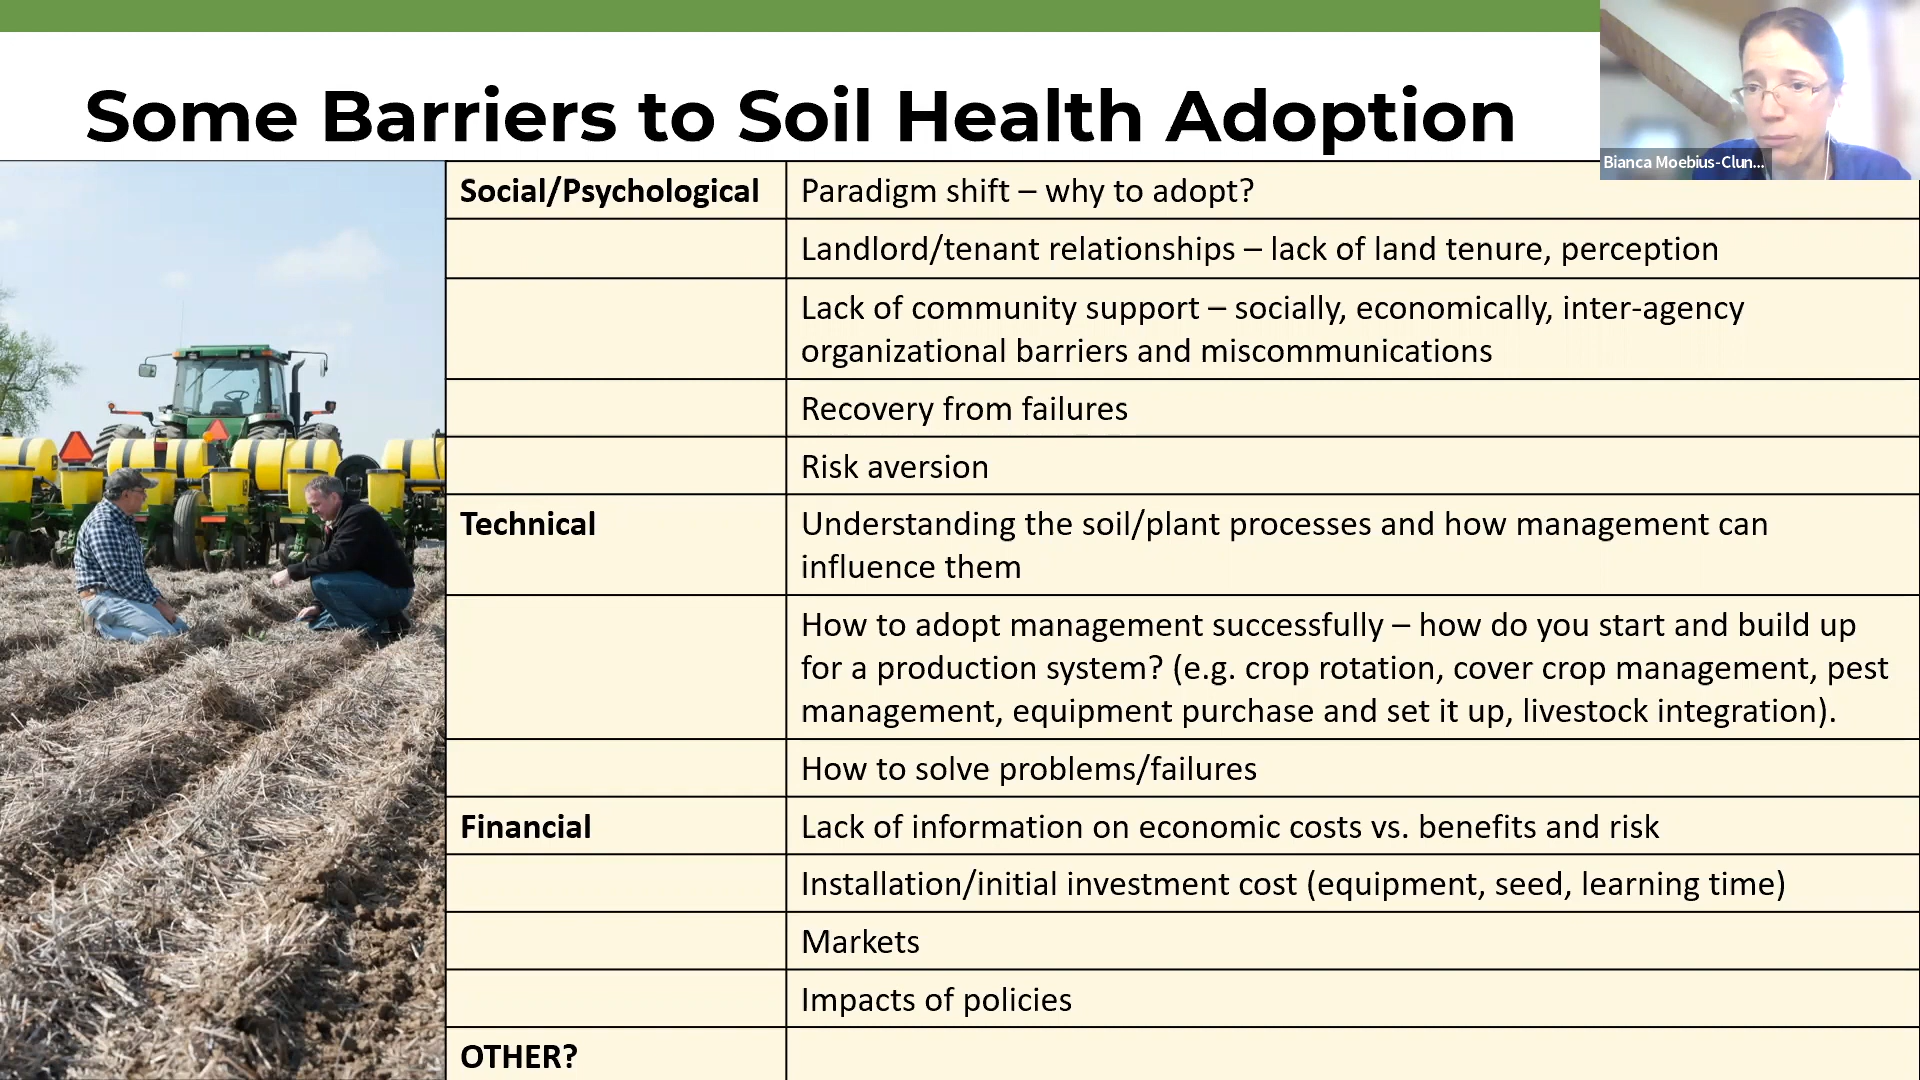 Some Barriers to Soil Health Adoption
Bianca Moebius-Clun...
Social/Psychological
Paradigm shift – why to adopt?
Landlord/tenant relationships – lack of land tenure, perception
Lack of community support – socially, economically, inter-agency
organizational barriers and miscommunications
Recovery from failures
Risk aversion
Technical
Understanding the soil/plant processes and how management can
influence them
How to adopt management successfully – how do you start and build up
for a production system? (e.g. crop rotation, cover crop management, pest
management, equipment purchase and set it up, livestock integration).
How to solve problems/failures
Financial
Lack of information on economic costs vs. benefits and risk
Installation/initial investment cost (equipment, seed, learning time)
Markets
Impacts of policies
OTHER?